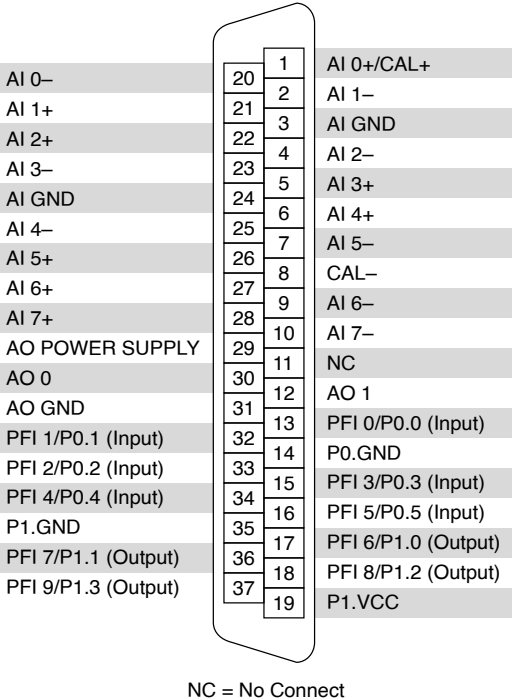 AI 0+/CAL+
AI 0–
AI 1–
AI 1+
AI GND
AI 2+
AI 2–
AI 3–
AI 3+
AI GND
AI 4+
AI 4–
AI 5–
AI 5+
CAL–
AI 6+
AI 6–
AI 7+
AI 7–
AO POWER SUPPLY
NC
AO 0
AO 1
AO GND
PFI 0/P0.0 (Input)
PFI 1/P0.1 (Input)
P0.GND
PFI 2/P0.2 (Input)
PFI 3/P0.3 (Input)
PFI 4/P0.4 (Input)
PFI 5/P0.5 (Input)
P1.GND
PFI 6/P1.0 (Output)
PFI 7/P1.1 (Output)
PFI 8/P1.2 (Output)
PFI 9/P1.3 (Output)
P1.VCC
1
20
2
21
3
22
4
23
5
24
6
25
7
26
8
27
9
28
10
29
11
30
12
31
13
32
14
33
15
34
16
35
17
36
18
37
19
NC = No Connect